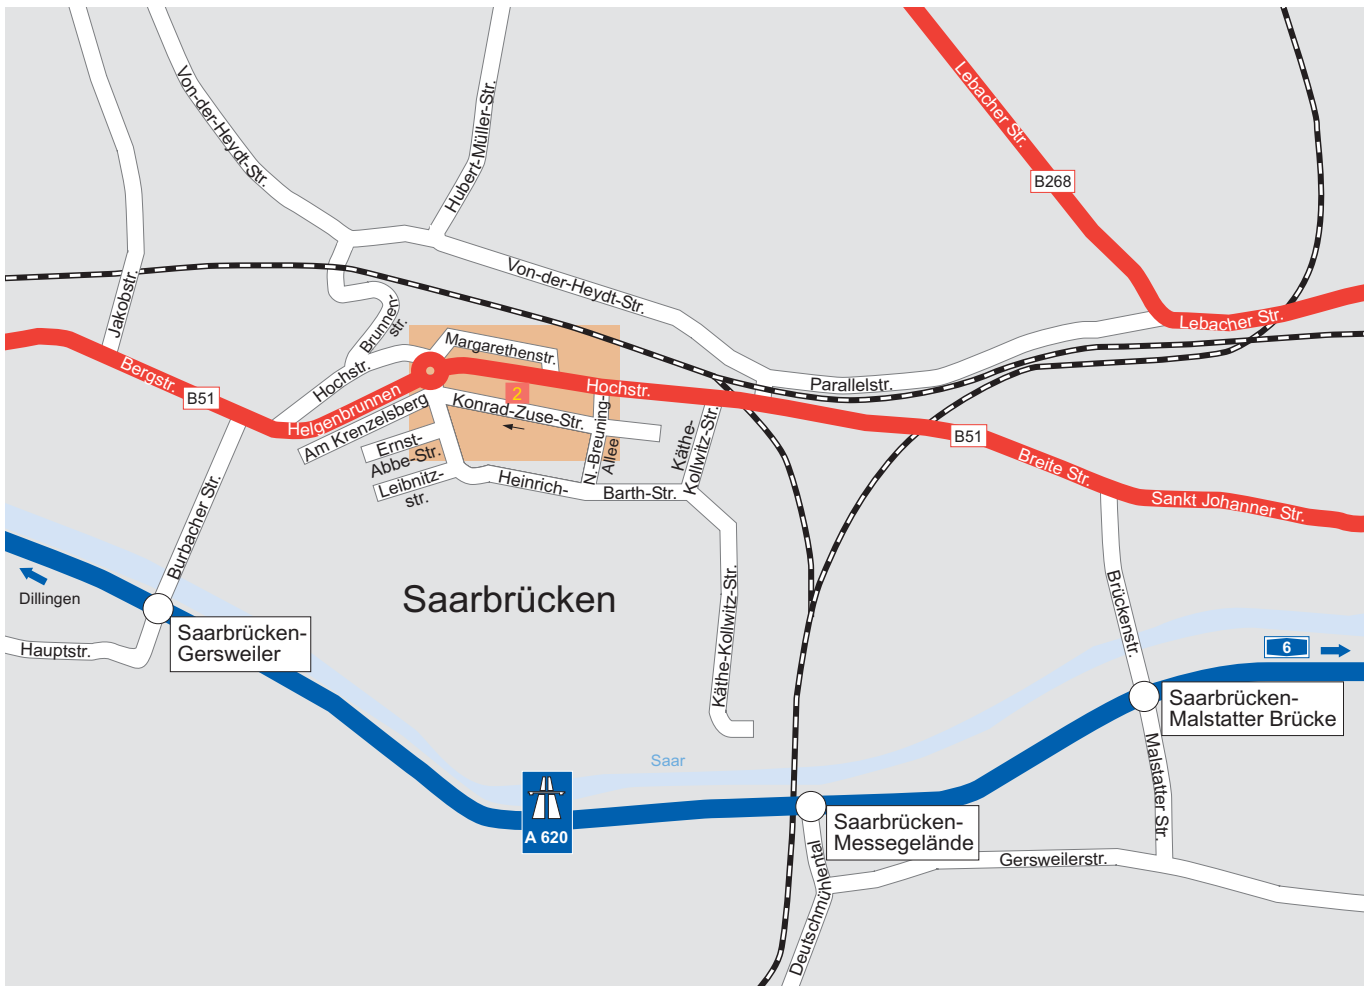 Von-der-Heydt-Str.
Hubert-Müller-Str.
Lebacher Str.
B268
Jakobstr.
Von-der-Heydt-Str.
Lebacher Str.
Brunnen-
str.
Margarethenstr.
Bergstr.
B51
Hochstr.
Helgenbrunnen
Am Krenzelsberg
2
Hochstr.
Parallelstr.
Konrad-Zuse-Str.
N.-Breuning-
Allee
Käthe-
Kollwitz-Str.
B51
Ernst-
Abbe-Str.
Leibnitz-
str.
Heinrich-
Barth-Str.
Breite Str.
Sankt Johanner Str.
Burbacher Str.
Dillingen
Saarbrücken
Käthe-Kollwitz-Str.
Brückenstr.
Hauptstr.
Saarbrücken-
Gersweiler
6
Saarbrücken-
Malstatter Brücke
Malstatter Str.
Saar
A 620
Saarbrücken-
Messegelände
Gersweilerstr.
Deutschmühlental